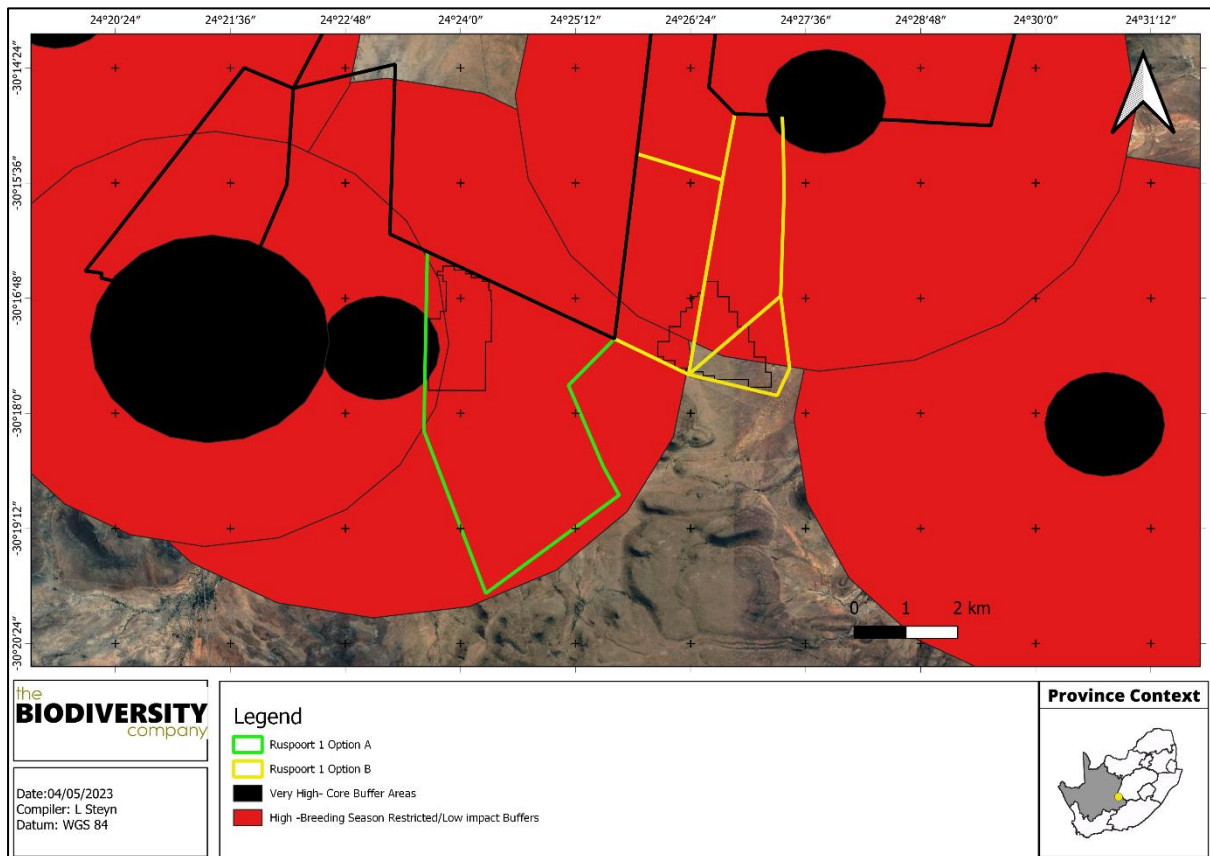 24°20′24″ 24°21′36″ 24°22′48″ 24°24′0″ 24°25′12″ 24°26′24″ 24°27′36″ 24°28′48″ 24°30′0″ 24°31′12″
-30°14′24″
-30°15′36″
-30°16′48″
-30°18′0″
-30°19′12″
-30°20′24″
0 1 2 km
the
BIODIVERSITY
company
Date:04/05/2023
Compiler: L Steyn
Datum: WGS 84
Legend
Ruspoort 1 Option A
Ruspoort 1 Option B
Very High- Core Buffer Areas
High -Breeding Season Restricted/Low impact Buffers
Province Context